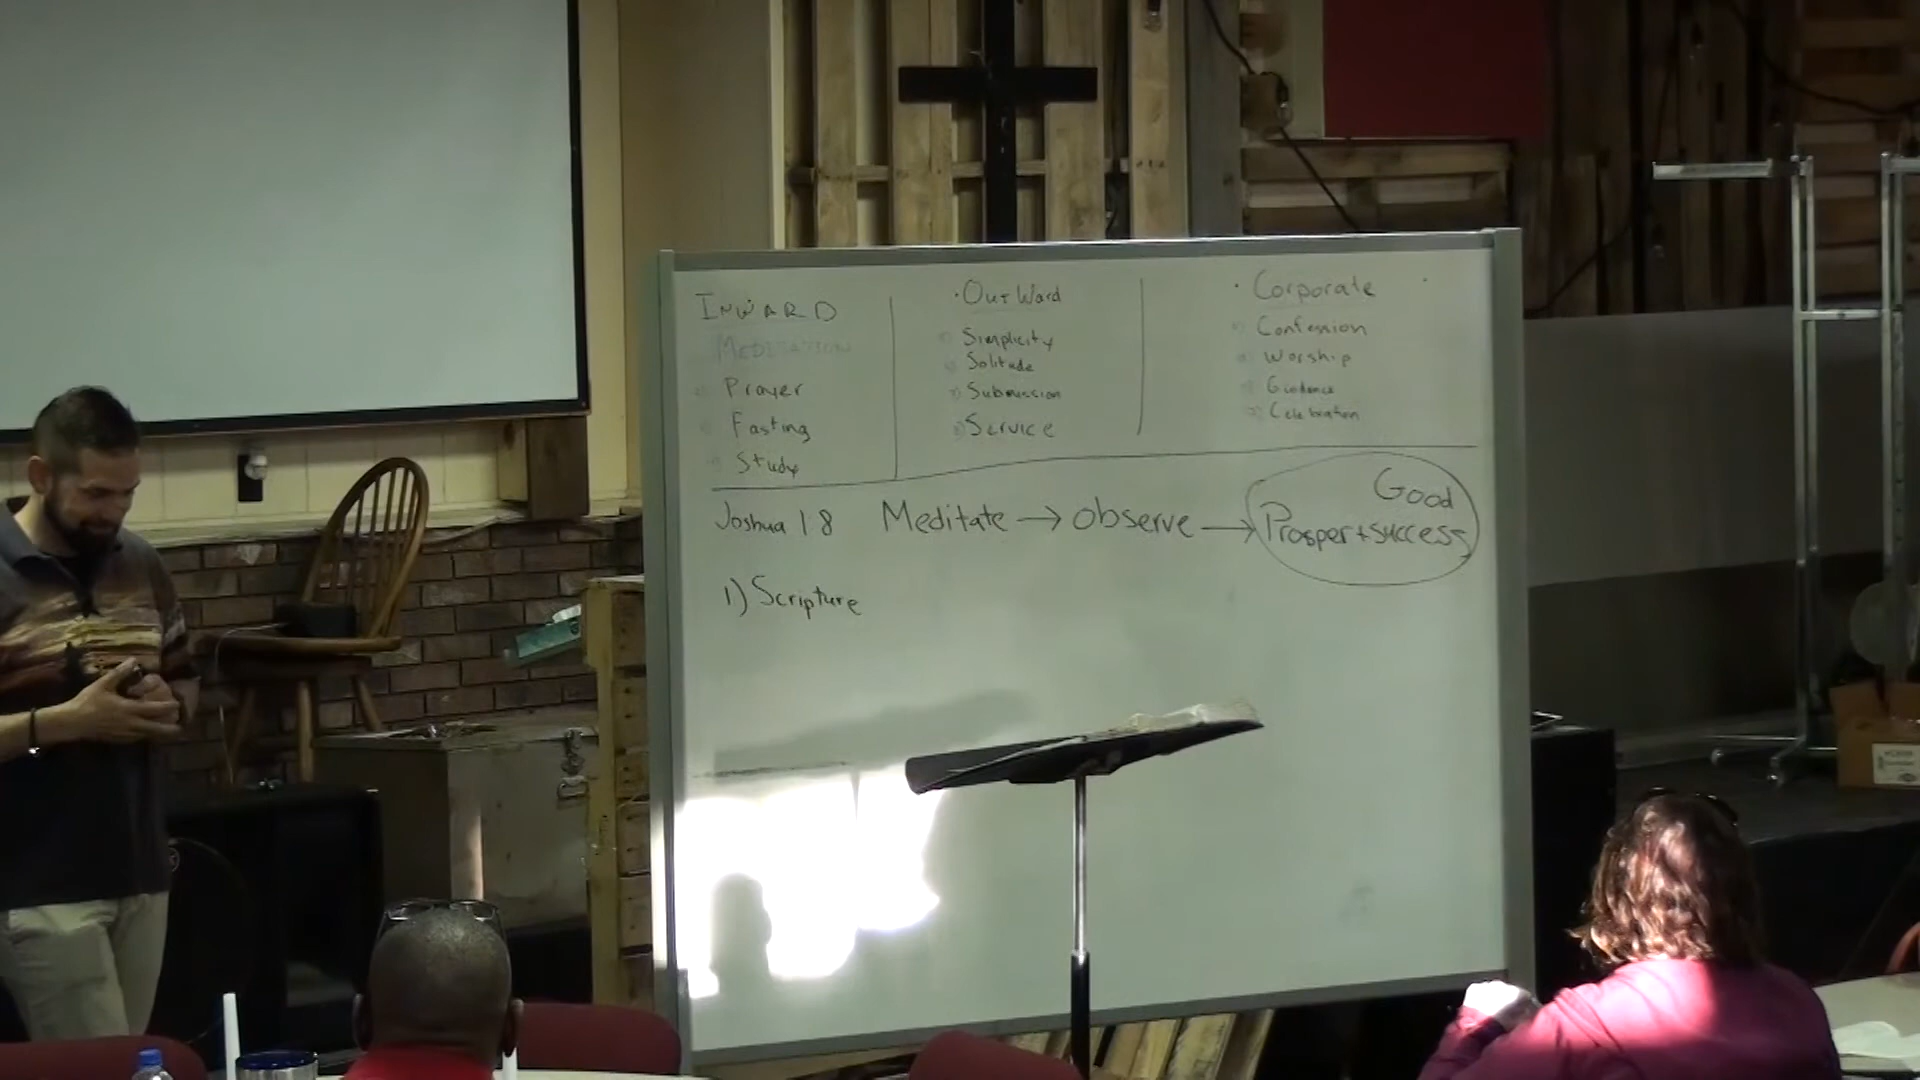 INWARD
MEDITATION
Prayer
Fasting
Study
• OutWard
Simplicity
Solitude
Submission
Service
• Corporate
Confession
Worship
Guidance
Celebration
Joshua 1 8 Meditate → observe → Good Prosper + success
1) Scripture